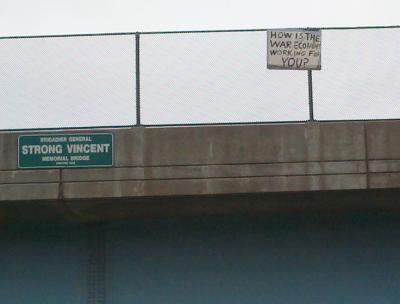 HOW IS THE
WAR ECONOMY
WORKING FOR
YOU?
BRIGADIER GENERAL
STRONG VINCENT
MEMORIAL BRIDGE